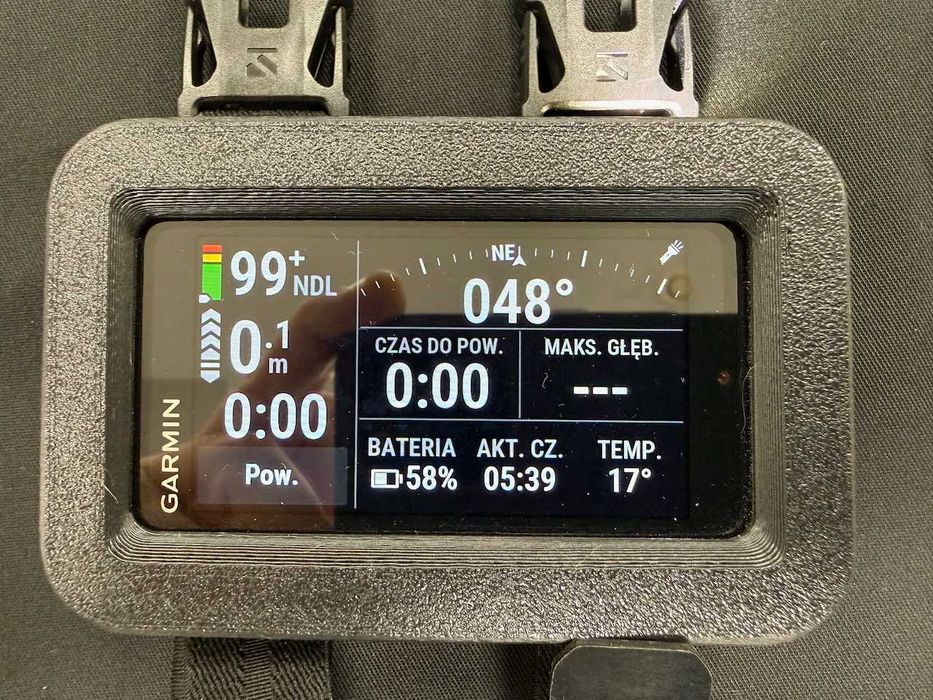 99+ NDL
0.1 m
0:00
Pow.
GARMIN
NE
048°
CZAS DO POW.
0:00
MAKS. GŁĘB.
---
BATERIA AKT. CZ. TEMP.
58% 05:39 17°